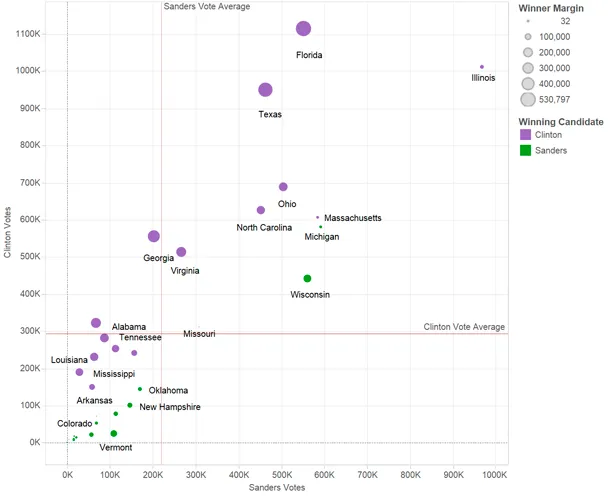 Sanders Vote Average
Winner Margin
32
100,000
200,000
300,000
400,000
530,797
Winning Candidate
Clinton
Sanders
Clinton Votes
1100K
1000K
900K
800K
700K
600K
500K
400K
300K
200K
100K
0K
Florida
Illinois
Texas
Ohio
Massachusetts
North Carolina
Michigan
Georgia
Virginia
Wisconsin
Clinton Vote Average
Alabama
Missouri
Tennessee
Louisiana
Mississippi
Oklahoma
Arkansas
New Hampshire
Colorado
Vermont
0K 100K 200K 300K 400K 500K 600K 700K 800K 900K 1000K
Sanders Votes